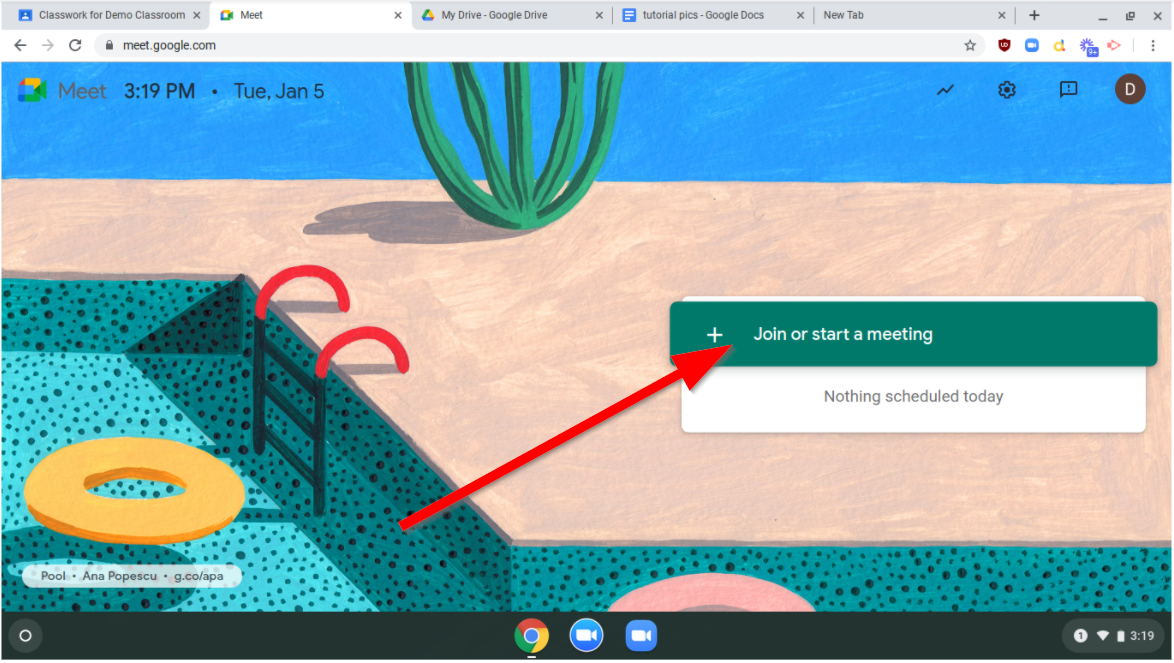 Classwork for Demo Classroom
Meet
My Drive - Google Drive
tutorial pics - Google Docs
New Tab
meet.google.com
UD
9+
Meet 3:19 PM • Tue, Jan 5
D
Join or start a meeting
Nothing scheduled today
Pool • Ana Popescu • g.co/apa
1
3:19